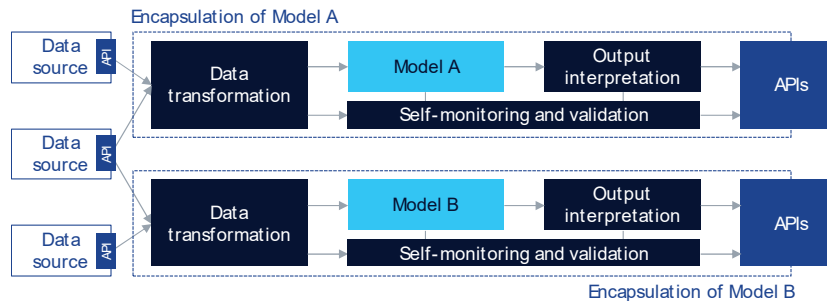 Encapsulation of Model A
Data
source
API
Data
transformation
Model A
Output
interpretation
APIs
Self-monitoring and validation
Data
source
API
Data
transformation
Model B
Output
interpretation
APIs
Self-monitoring and validation
Data
source
API
Encapsulation of Model B